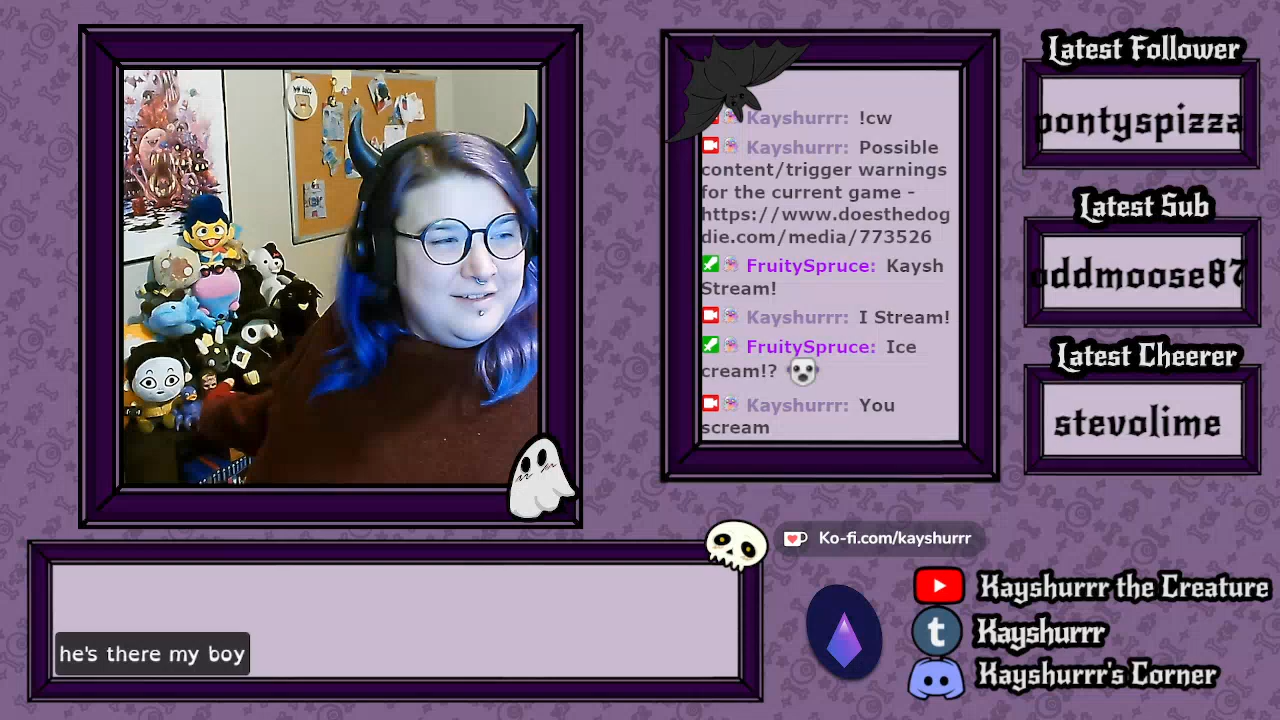 Kayshurrr: !cw
Kayshurrr: Possible
content/trigger warnings
for the current game -
https://www.doesthedog
die.com/media/773526
FruitySpruce: Kaysh
Stream!
Kayshurrr: I Stream!
FruitySpruce: Ice
cream!?
Kayshurrr: You
scream
Latest Follower
pontyspizza
Latest Sub
oddmoose87
Latest Cheerer
stevolime
he's there my boy
Ko-fi.com/kayshurrr
Kayshurrr the Creature
t Kayshurrr
Kayshurrr's Corner